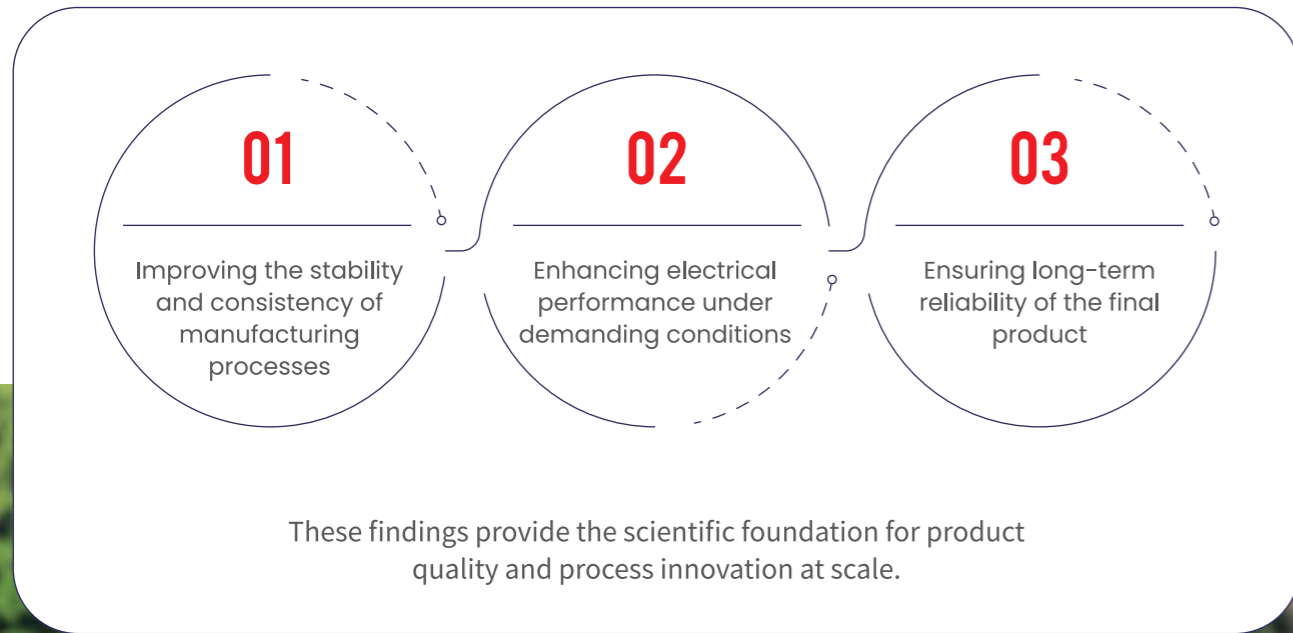 01
Improving the stability
and consistency of
manufacturing
processes
02
Enhancing electrical
performance under
demanding conditions
03
Ensuring long-term
reliability of the final
product
These findings provide the scientific foundation for product
quality and process innovation at scale.